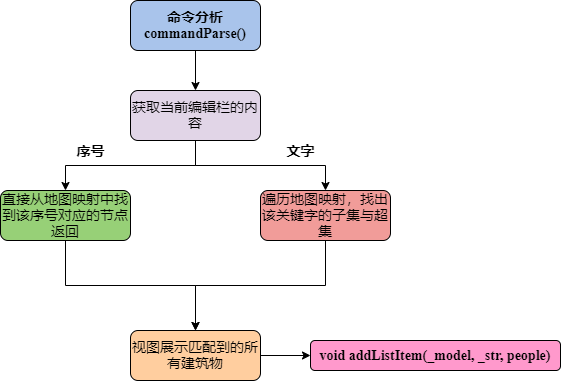 命令分析
commandParse()
获取当前编辑栏的内
容
序号
文字
直接从地图映射中找
到该序号对应的节点
返回
遍历地图映射，找出
该关键字的子集与超
集
视图展示匹配到的所
有建筑物
void addListItem(_model, _str, people)